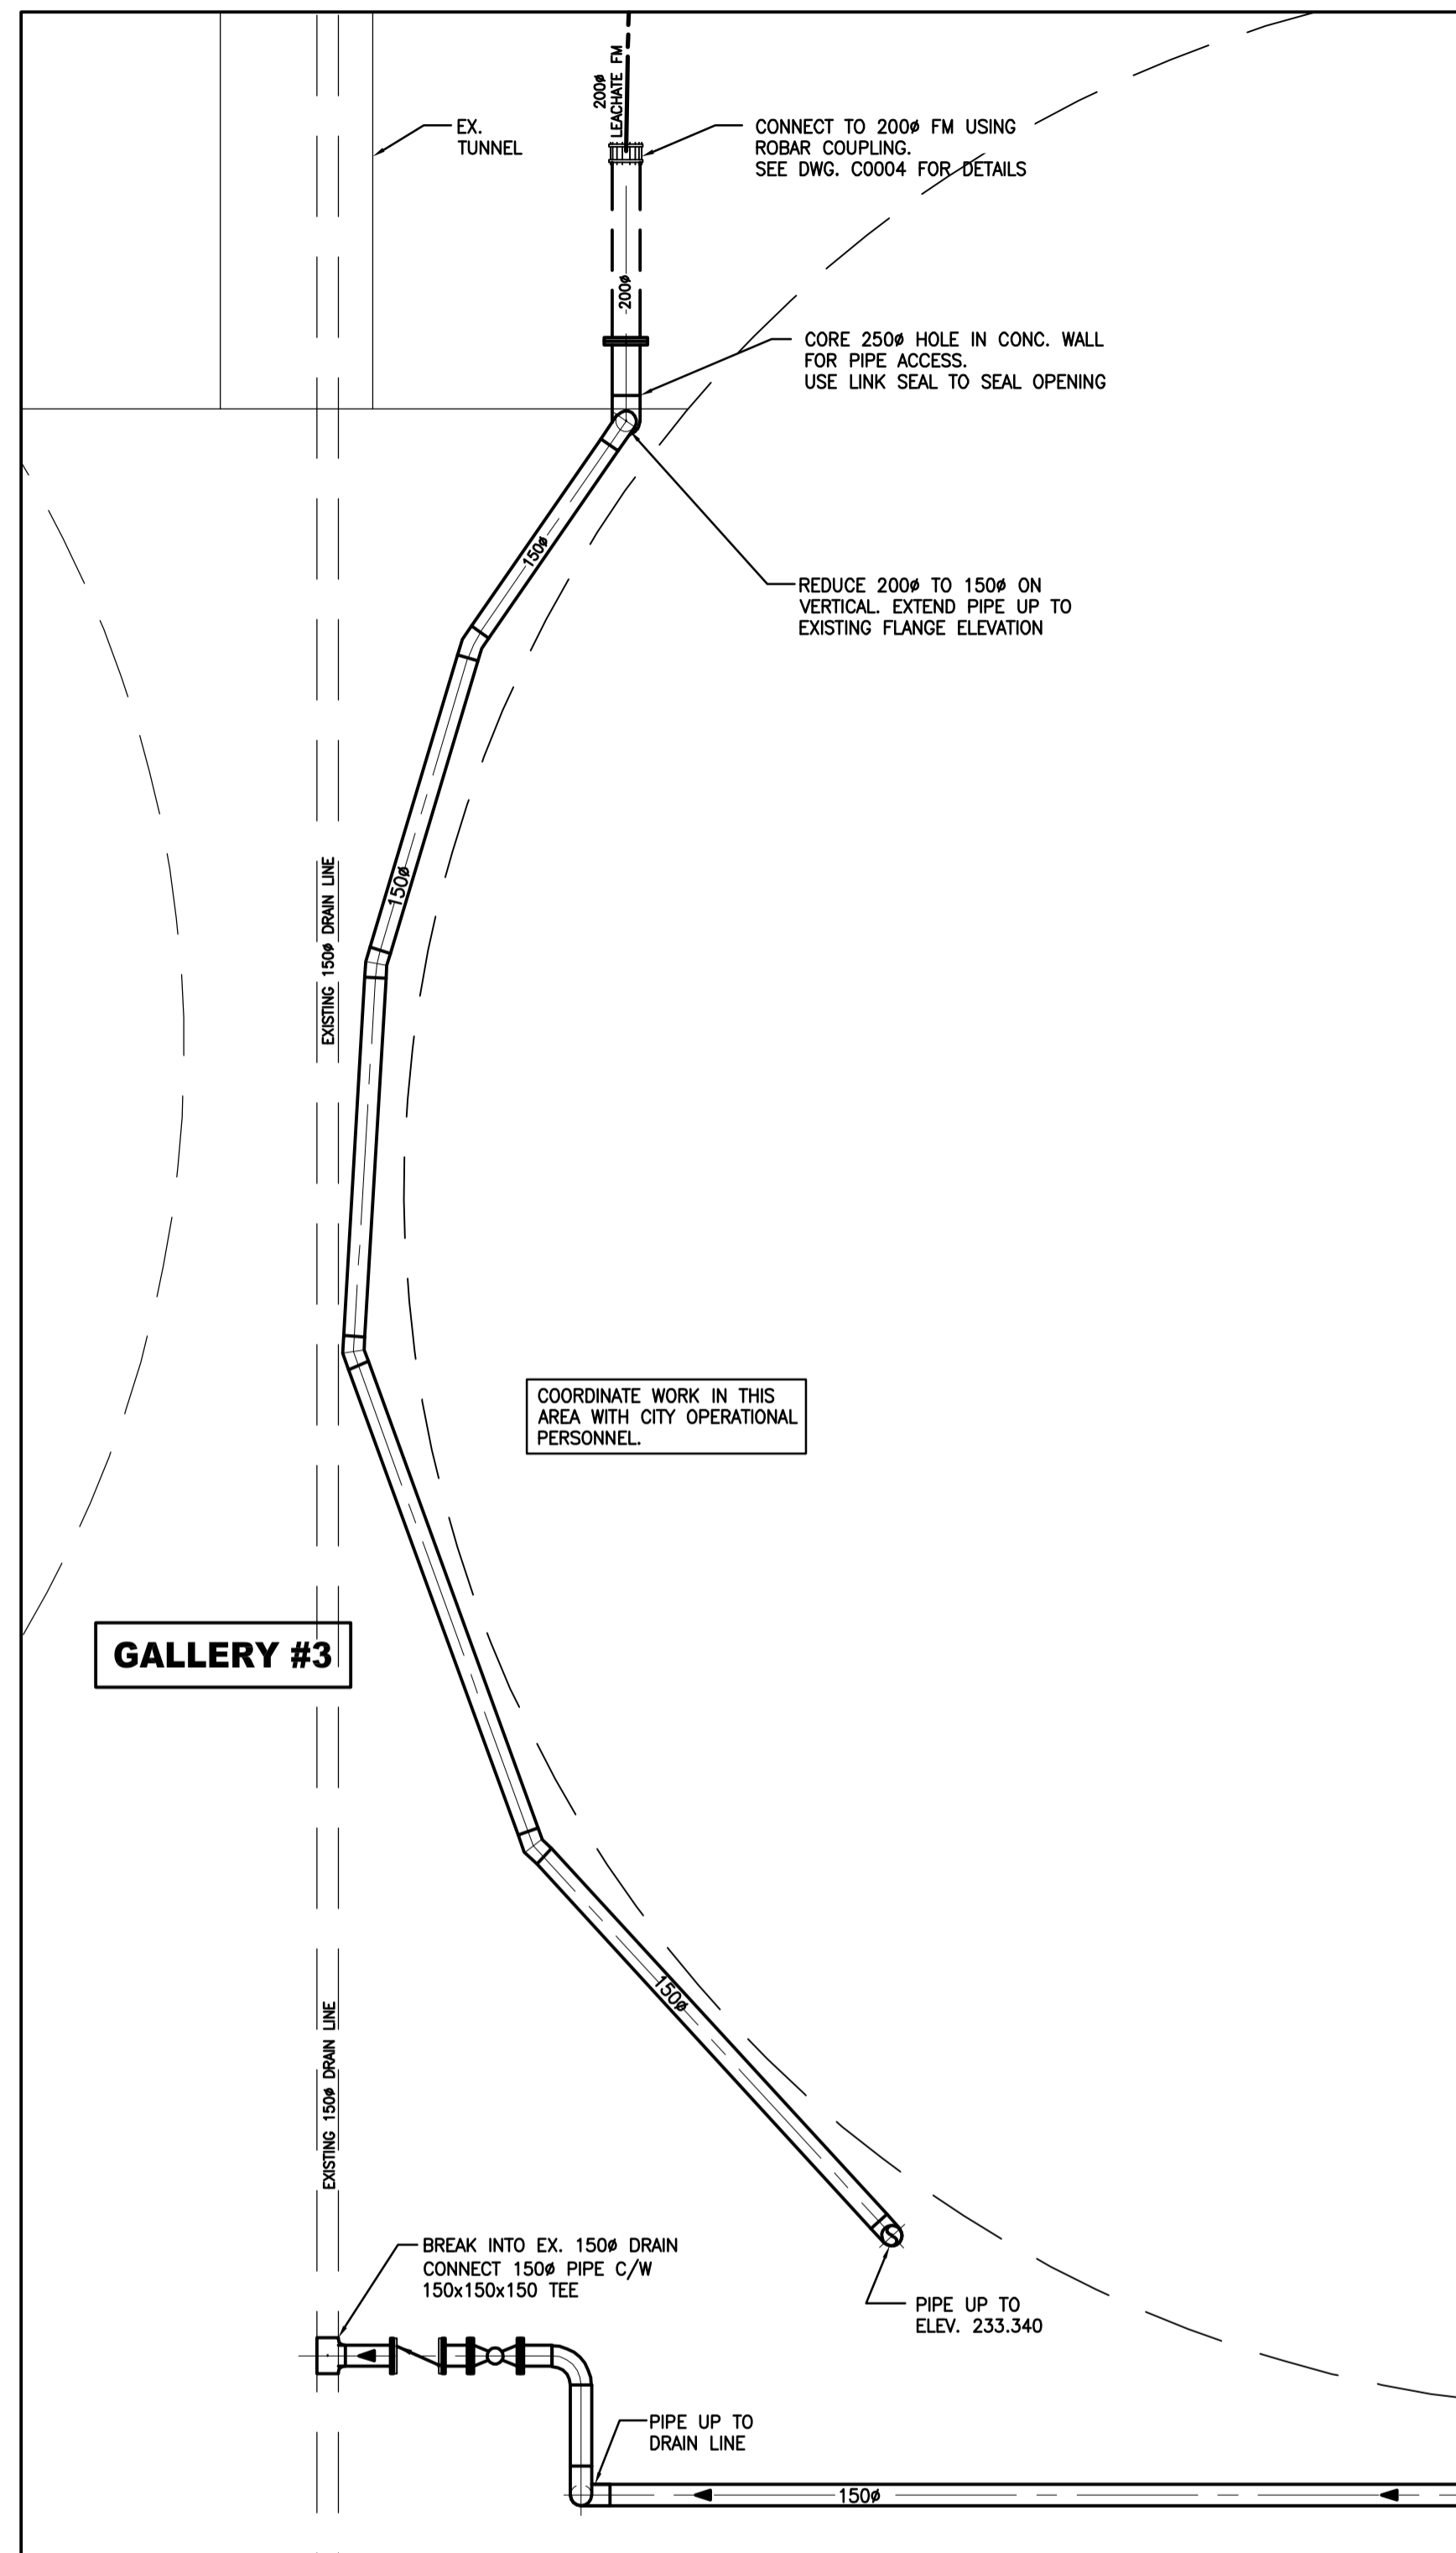 200ø
LEACHATE FM
EX.
TUNNEL
CONNECT TO 200ø FM USING
ROBAR COUPLING.
SEE DWG. C0004 FOR DETAILS
200ø
CORE 250ø HOLE IN CONC. WALL
FOR PIPE ACCESS.
USE LINK SEAL TO SEAL OPENING
150ø
REDUCE 200ø TO 150ø ON
VERTICAL. EXTEND PIPE UP TO
EXISTING FLANGE ELEVATION
150ø
EXISTING 150ø DRAIN LINE
COORDINATE WORK IN THIS
AREA WITH CITY OPERATIONAL
PERSONNEL.
GALLERY #3
150ø
EXISTING 150ø DRAIN LINE
BREAK INTO EX. 150ø DRAIN
CONNECT 150ø PIPE C/W
150x150x150 TEE
PIPE UP TO
ELEV. 233.340
PIPE UP TO
DRAIN LINE
150ø